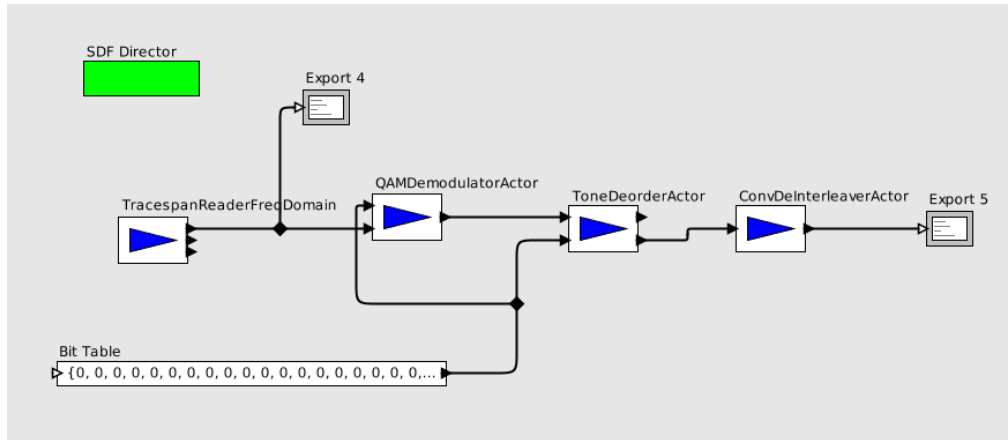 SDF Director
Export 4
QAMDemodulatorActor
TracespanReaderFreqDomain
ToneDeorderActor
ConvDeInterleaverActor
Export 5
Bit Table
{0, 0, 0, 0, 0, 0, 0, 0, 0, 0, 0, 0, 0, 0, 0, 0, 0, 0, 0,...